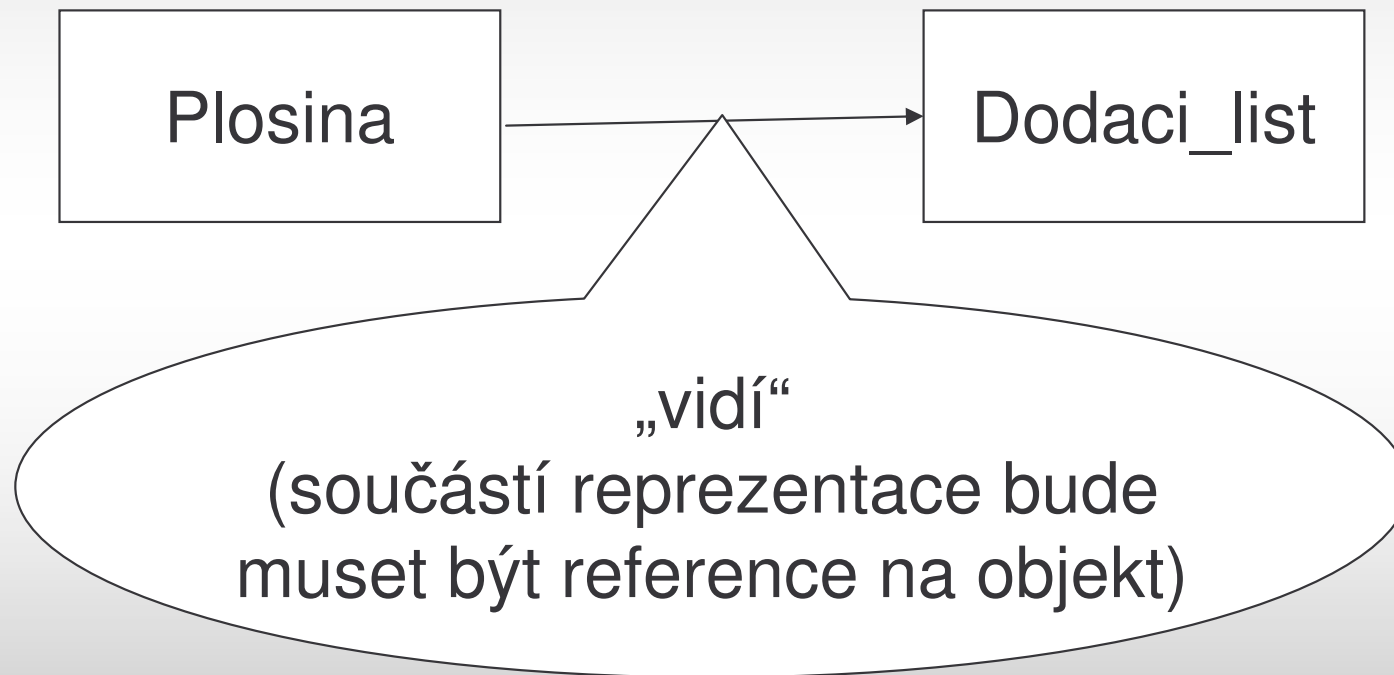 Plosina
Dodaci_list
„vidí“
(součástí reprezentace bude
muset být reference na objekt)